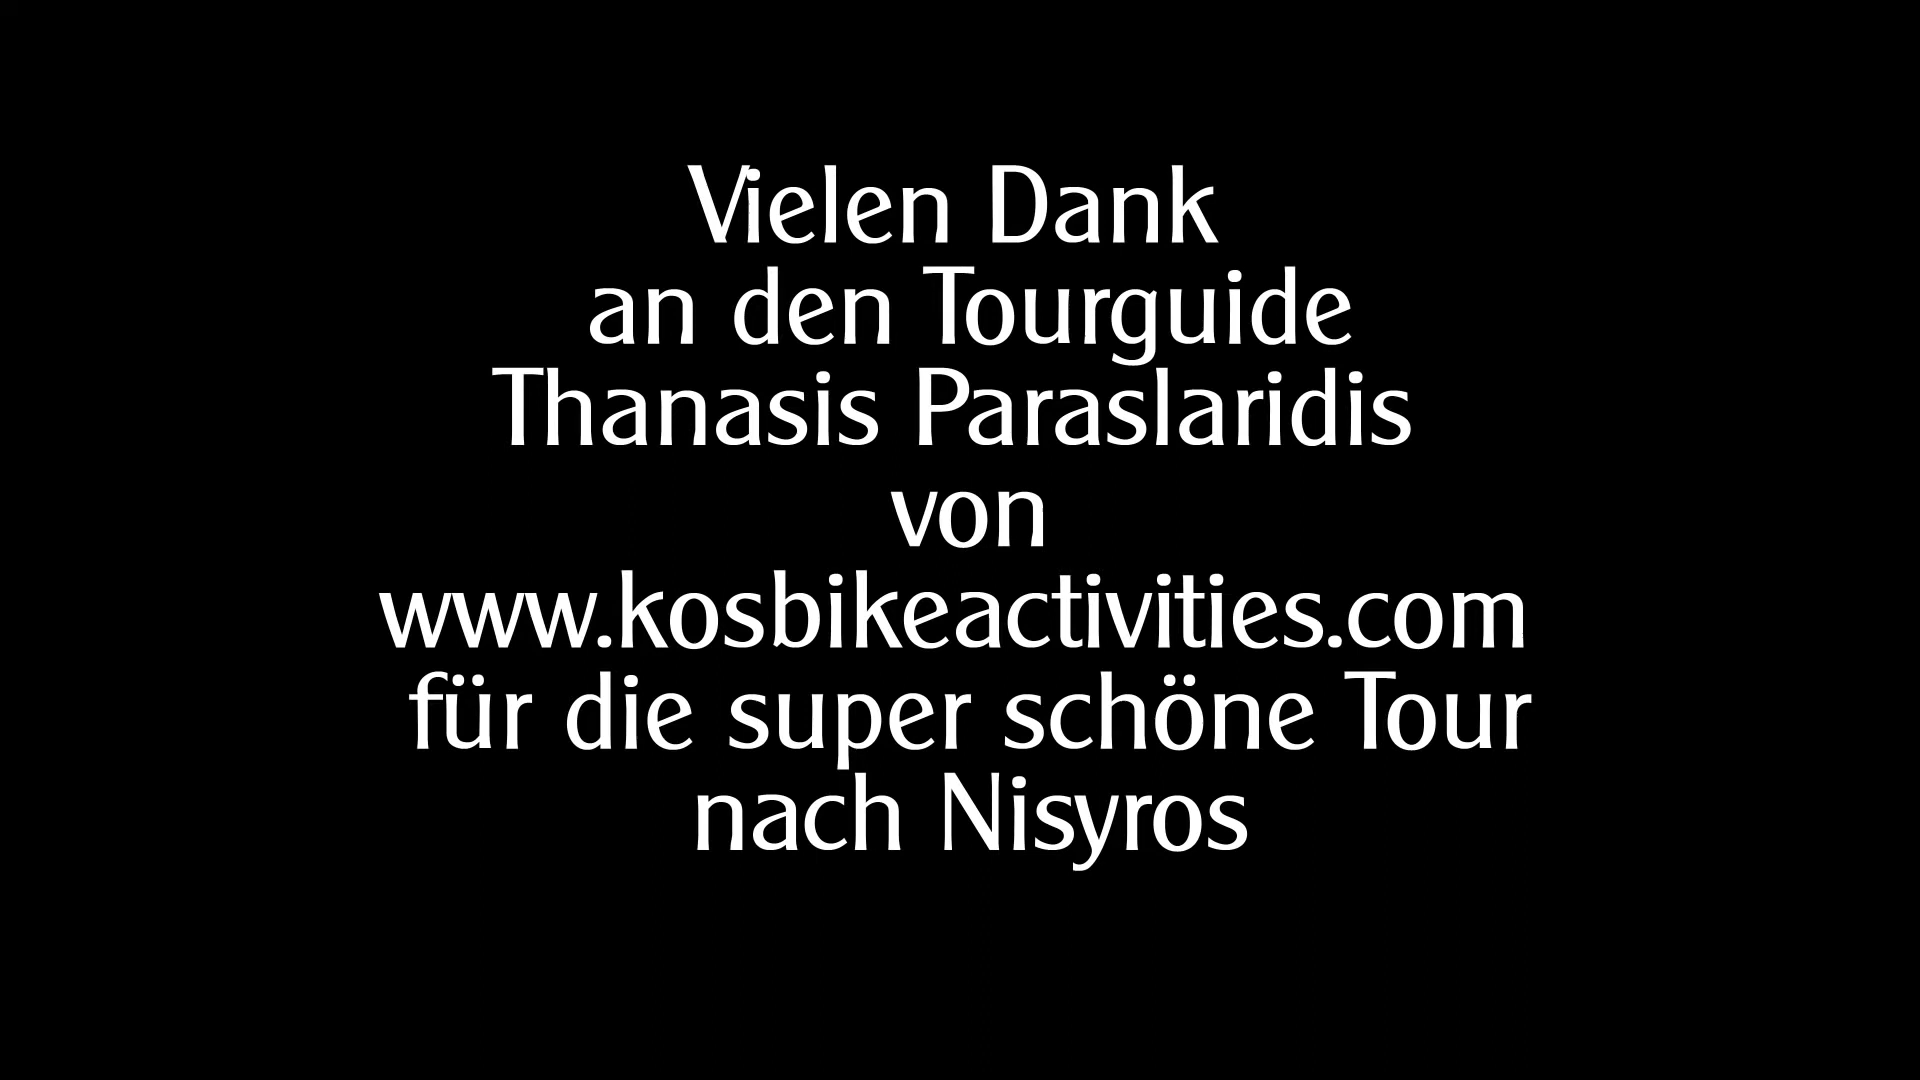 Vielen Dank
an den Tourguide
Thanasis Paraslaridis
von
www.kosbikeactivities.com
für die super schöne Tour
nach Nisyros